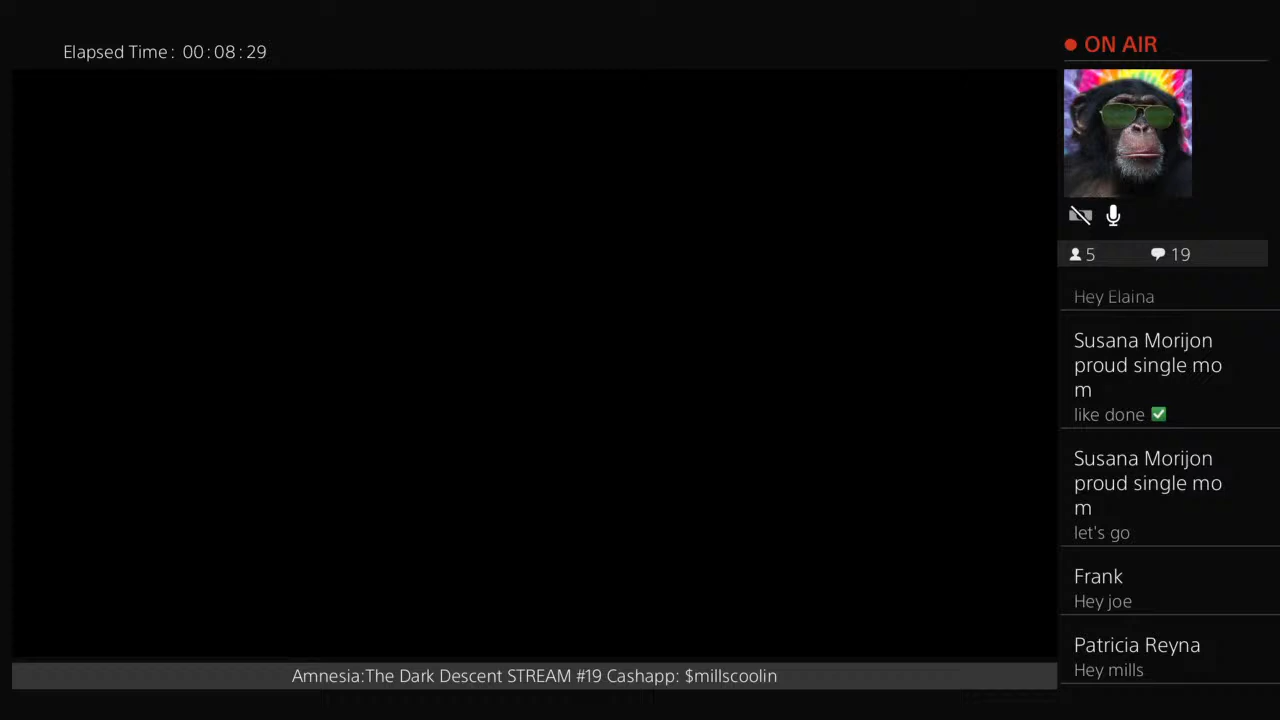 Elapsed Time: 00:08:29
ON AIR
5 19
Hey Elaina
Susana Morijon
proud single mo
m
like done ✅
Susana Morijon
proud single mo
m
let's go
Frank
Hey joe
Patricia Reyna
Hey mills
Amnesia:The Dark Descent STREAM #19 Cashapp: $millscoolin